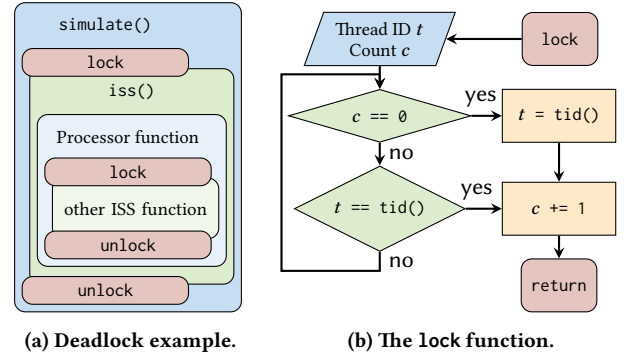 simulate()
lock
iss()
Processor function
lock
other ISS function
unlock
unlock
(a) Deadlock example.
Thread ID t
Count c
lock
c == 0
yes
t = tid()
no
t == tid()
yes
c += 1
no
return
(b) The lock function.